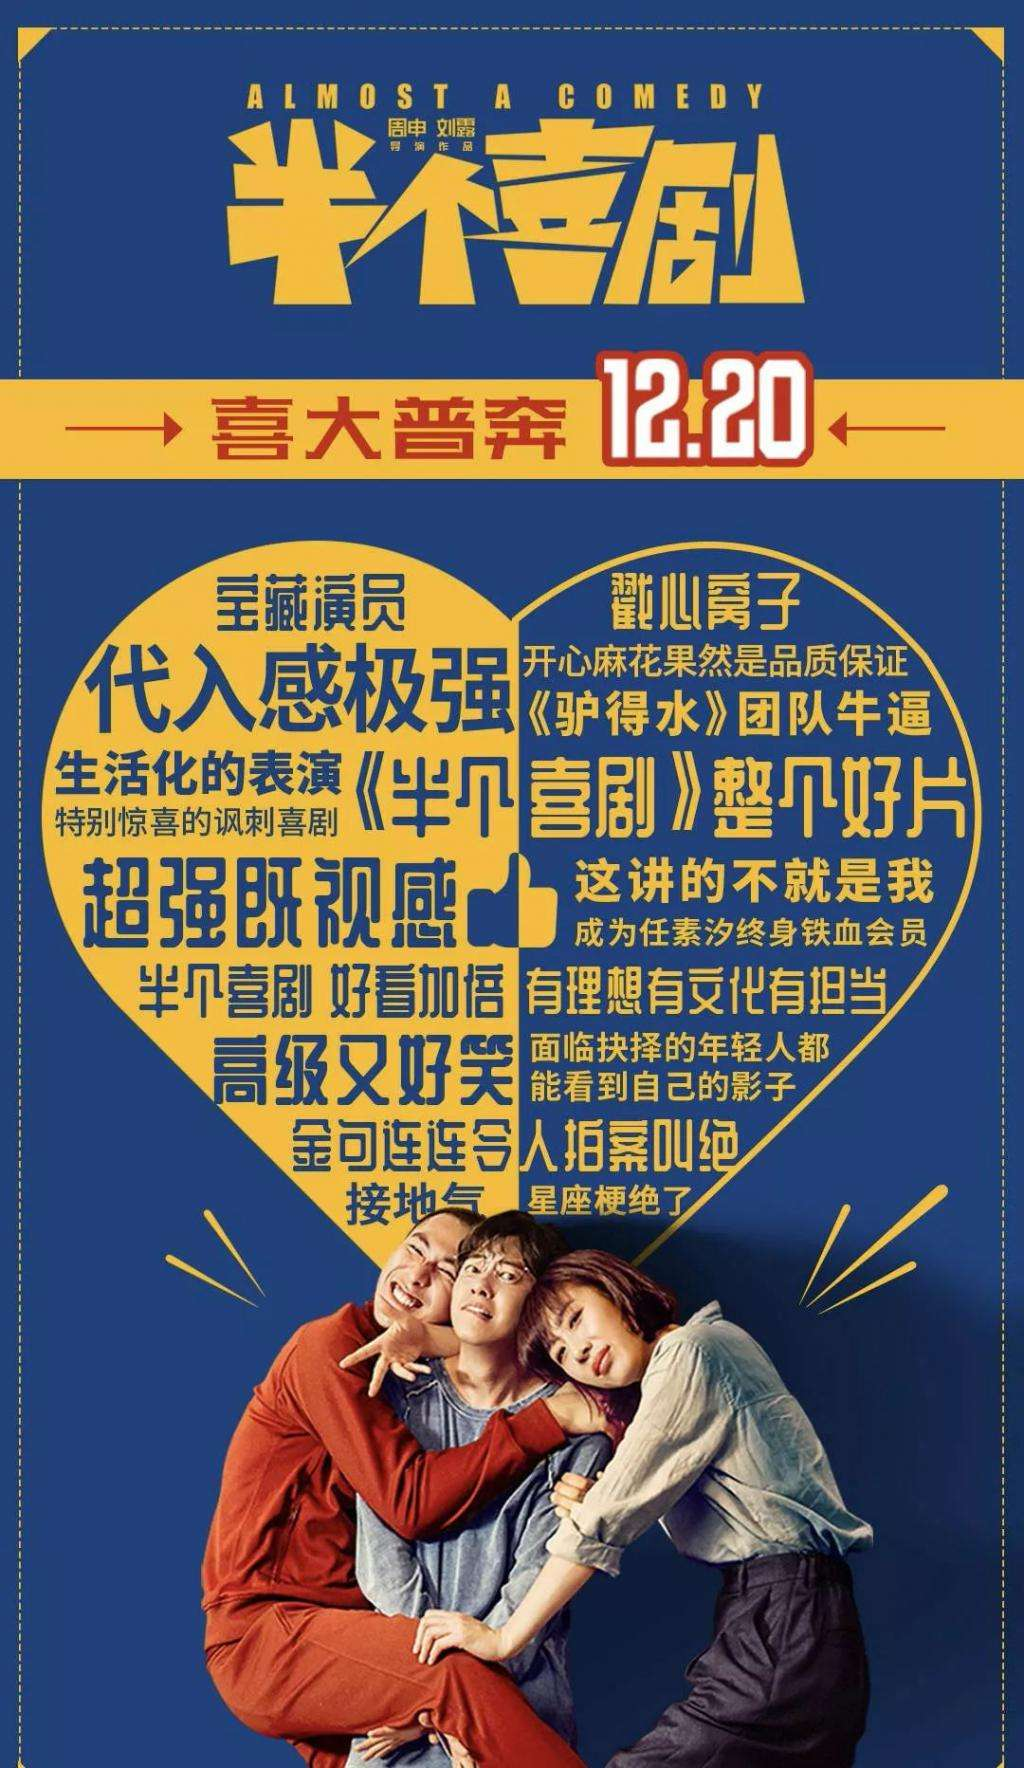 ALMOST A COMEDY
周申 刘露
导演作品
半个喜剧
喜大普奔 12.20
宝藏演员
代入感极强
生活化的表演
特别惊喜的讽刺喜剧
戳心窝子
开心麻花果然是品质保证
《驴得水》团队牛逼
《半个喜剧》整个好片
超强既视感
这讲的不就是我
成为任素汐终身铁血会员
半个喜剧 好看加倍
有理想有文化有担当
高级又好笑
面临抉择的年轻人都
能看到自己的影子
金句连连令人拍案叫绝
接地气
星座梗绝了